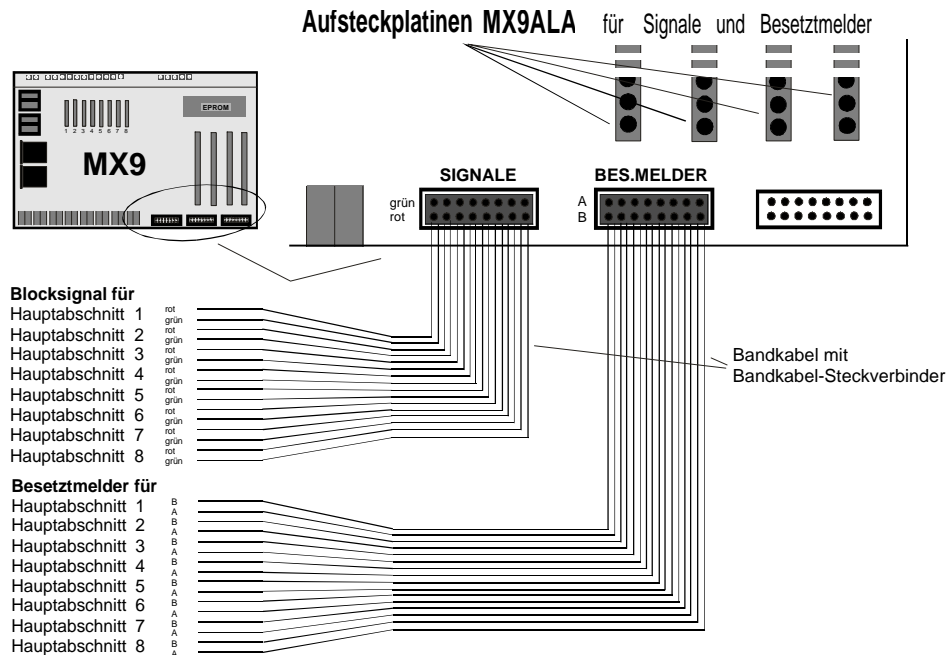 Aufsteckplatinen MX9ALA für Signale und Besetztmelder
EPROM
1 2 3 4 5 6 7 8
MX9
SIGNALE
grün
rot
BES.MELDER
A
B
Blocksignal für
Hauptabschnitt 1 rot
grün
Hauptabschnitt 2 rot
grün
Hauptabschnitt 3 rot
grün
Hauptabschnitt 4 rot
grün
Hauptabschnitt 5 rot
grün
Hauptabschnitt 6 rot
grün
Hauptabschnitt 7 rot
grün
Hauptabschnitt 8 rot
grün
Bandkabel mit
Bandkabel-Steckverbinder
Besetztmelder für
Hauptabschnitt 1 B
A
Hauptabschnitt 2 B
A
Hauptabschnitt 3 B
A
Hauptabschnitt 4 B
A
Hauptabschnitt 5 B
A
Hauptabschnitt 6 B
A
Hauptabschnitt 7 B
A
Hauptabschnitt 8 B
A